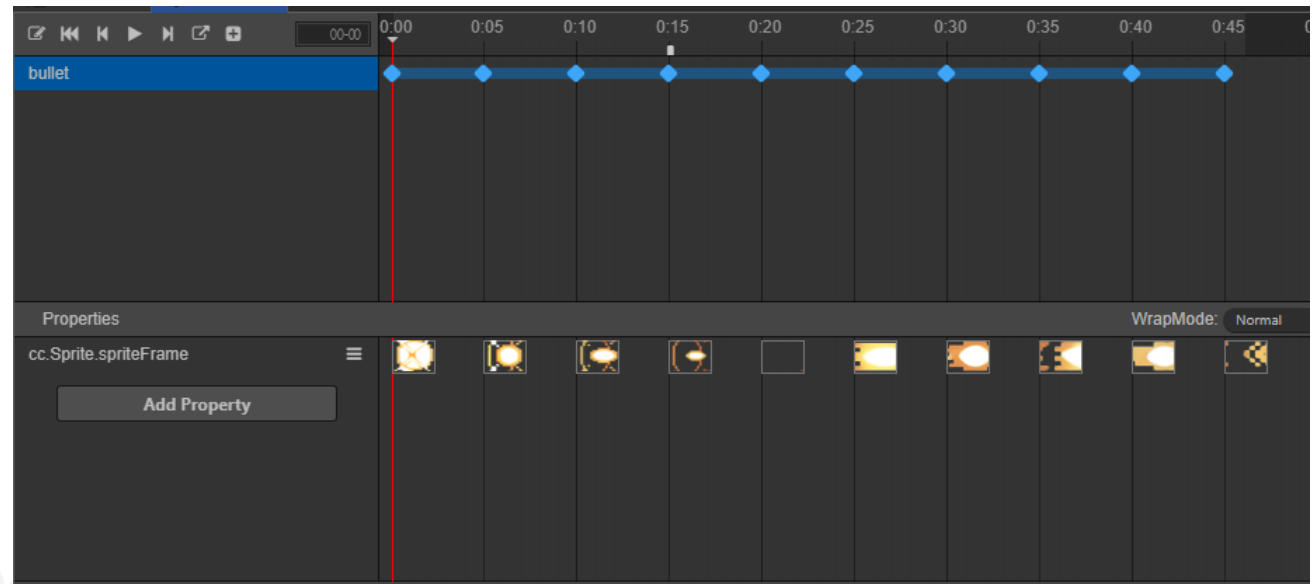 00-00 0:00 0:05 0:10 0:15 0:20 0:25 0:30 0:35 0:40 0:45
bullet
Properties WrapMode: Normal
cc.Sprite.spriteFrame
Add Property